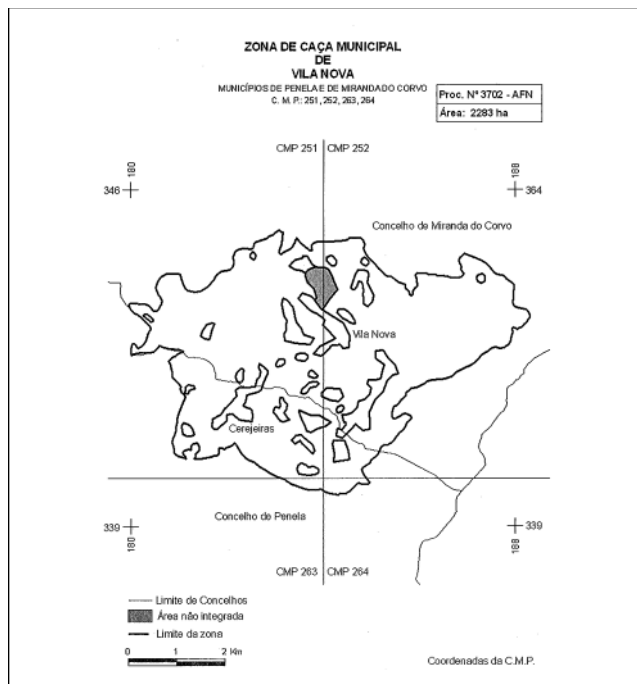 ZONA DE CAÇA MUNICIPAL
DE
VILA NOVA
MUNICÍPIOS DE PENELA E DE MIRANDA DO CORVO
C. M. P.: 251, 252, 263, 264
Proc. Nº 3702 - AFN
Área: 2283 ha
CMP 251
CMP 252
180
188
346
364
Concelho de Miranda do Corvo
Vila Nova
Cerejeiras
Concelho de Penela
339
339
180
188
CMP 263
CMP 264
Limite de Concelhos
Área não integrada
Limite da zona
0 1 2 Km
Coordenadas da C.M.P.